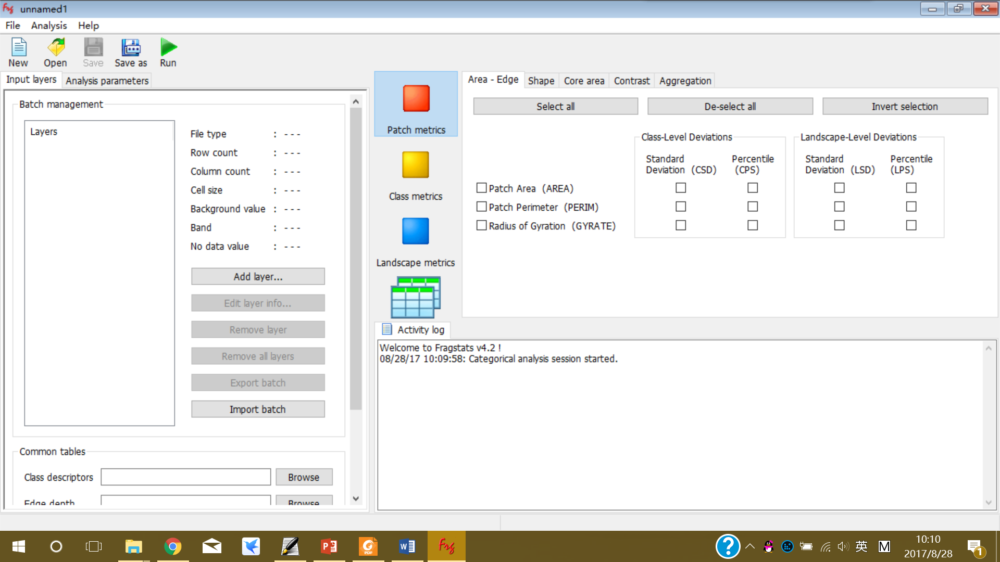 Frg unnamed1
File Analysis Help
New Open Save Save as Run
Input layers Analysis parameters
Batch management
Layers
File type : ---
Row count : ---
Column count : ---
Cell size : ---
Background value : ---
Band : ---
No data value : ---
Add layer...
Edit layer info...
Remove layer
Remove all layers
Export batch
Import batch
Common tables
Class descriptors Browse
Edge depth Browse
Patch metrics
Class metrics
Landscape metrics
Area - Edge Shape Core area Contrast Aggregation
Select all De-select all Invert selection
Class-Level Deviations Landscape-Level Deviations
Standard Percentile Standard Percentile
Deviation (CSD) (CPS) Deviation (LSD) (LPS)
Patch Area (AREA)
Patch Perimeter (PERIM)
Radius of Gyration (GYRATE)
Activity log
Welcome to Fragstats v4.2 !
08/28/17 10:09:58: Categorical analysis session started.
P PDF W Frg ? 英 M 10:10
2017/8/28 1